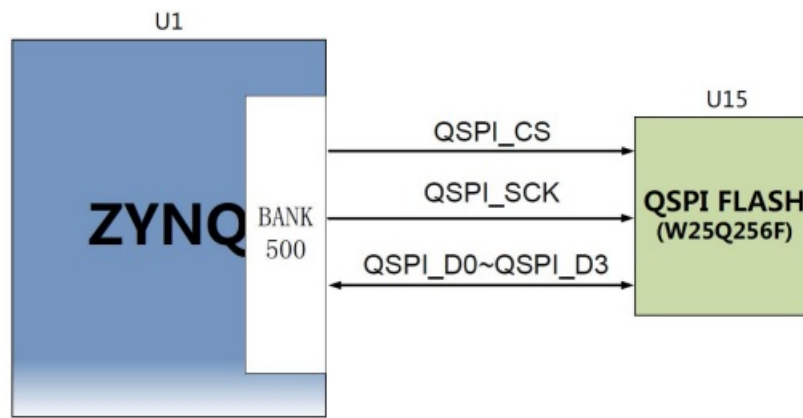 U1
U15
QSPI_CS
QSPI_SCK
QSPI_D0~QSPI_D3
ZYNQ
BANK
500
QSPI FLASH
(W25Q256F)